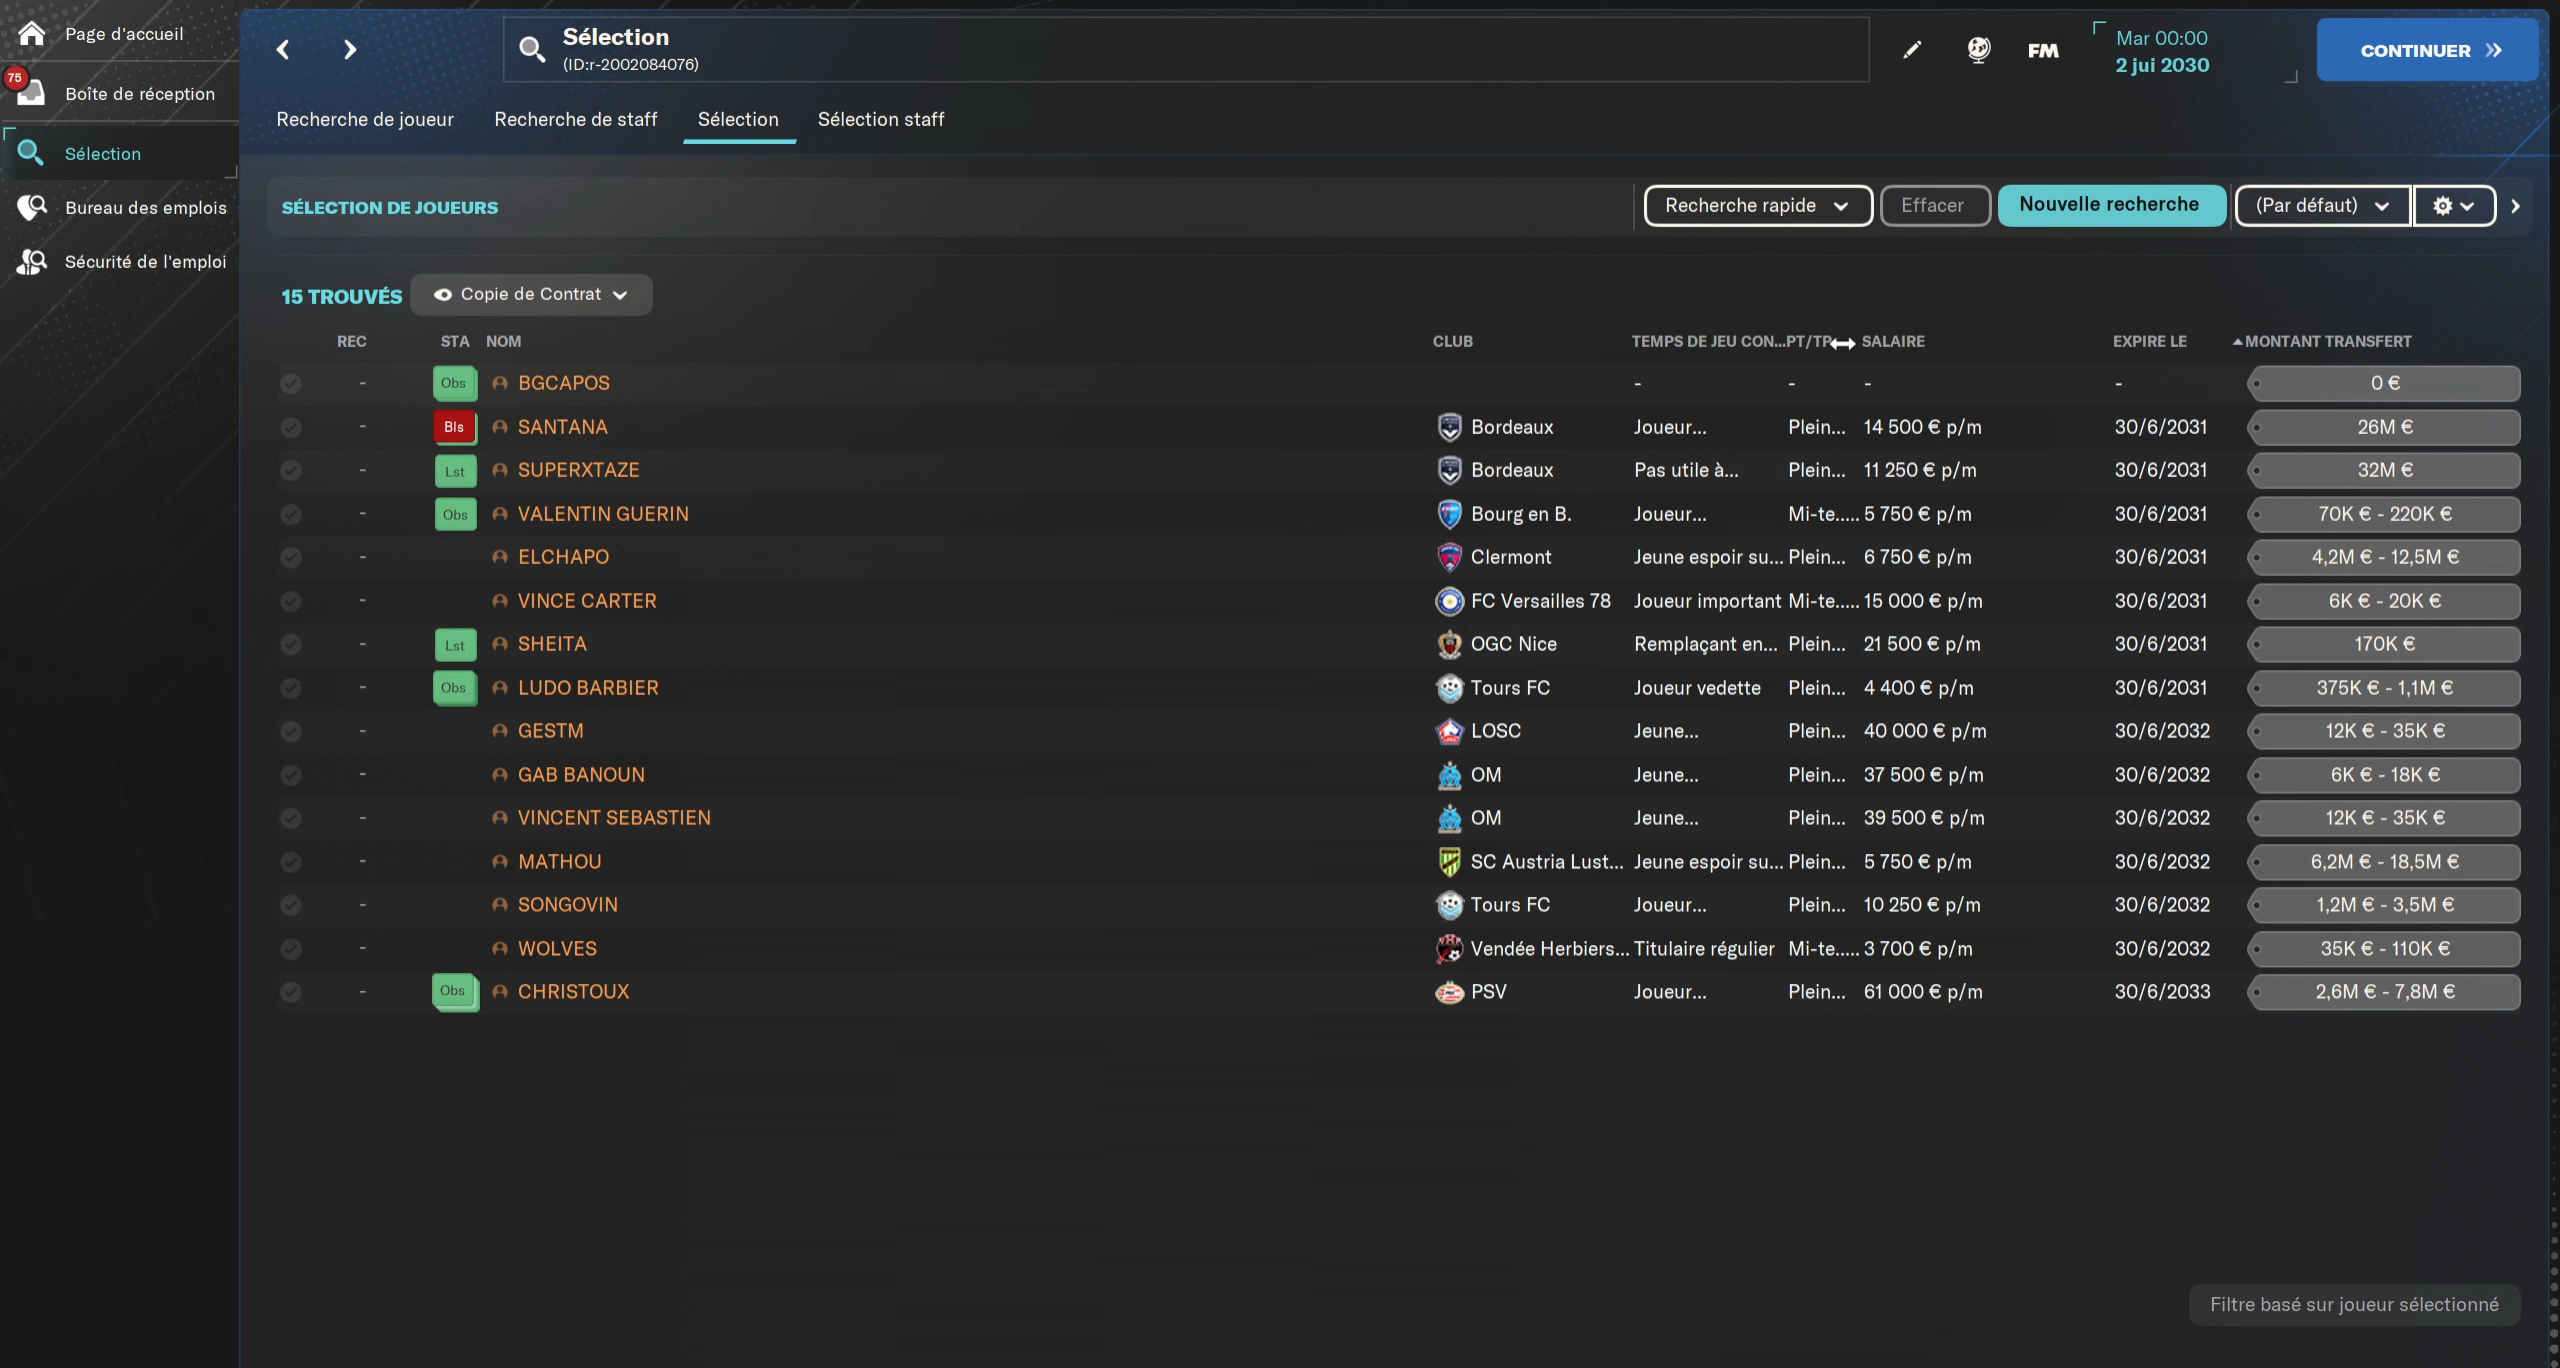 Page d'accueil
75
Boîte de réception
Sélection
Bureau des emplois
Sécurité de l'emploi
Sélection
(ID:r-2002084076)
FM
Mar 00:00
2 jui 2030
CONTINUER
Recherche de joueur Recherche de staff Sélection Sélection staff
SÉLECTION DE JOUEURS
Recherche rapide Effacer Nouvelle recherche (Par défaut)
15 TROUVÉS Copie de Contrat
REC STA NOM CLUB TEMPS DE JEU CON... PT/TP SALAIRE EXPIRE LE MONTANT TRANSFERT
- Obs BGCAPOS - - - - 0 €
- Bls SANTANA Bordeaux Joueur... Plein... 14 500 € p/m 30/6/2031 26M €
- Lst SUPERXTAZE Bordeaux Pas utile à... Plein... 11 250 € p/m 30/6/2031 32M €
- Obs VALENTIN GUERIN Bourg en B. Joueur... Mi-te..... 5 750 € p/m 30/6/2031 70K € - 220K €
- ELCHAPO Clermont Jeune espoir su... Plein... 6 750 € p/m 30/6/2031 4,2M € - 12,5M €
- VINCE CARTER FC Versailles 78 Joueur important Mi-te..... 15 000 € p/m 30/6/2031 6K € - 20K €
- Lst SHEITA OGC Nice Remplaçant en... Plein... 21 500 € p/m 30/6/2031 170K €
- Obs LUDO BARBIER Tours FC Joueur vedette Plein... 4 400 € p/m 30/6/2031 375K € - 1,1M €
- GESTM LOSC Jeune... Plein... 40 000 € p/m 30/6/2032 12K € - 35K €
- GAB BANOUN OM Jeune... Plein... 37 500 € p/m 30/6/2032 6K € - 18K €
- VINCENT SEBASTIEN OM Jeune... Plein... 39 500 € p/m 30/6/2032 12K € - 35K €
- MATHOU SC Austria Lust... Jeune espoir su... Plein... 5 750 € p/m 30/6/2032 6,2M € - 18,5M €
- SONGOVIN Tours FC Joueur... Plein... 10 250 € p/m 30/6/2032 1,2M € - 3,5M €
- WOLVES Vendée Herbiers... Titulaire régulier Mi-te..... 3 700 € p/m 30/6/2032 35K € - 110K €
- Obs CHRISTOUX PSV Joueur... Plein... 61 000 € p/m 30/6/2033 2,6M € - 7,8M €
Filtre basé sur joueur sélectionné